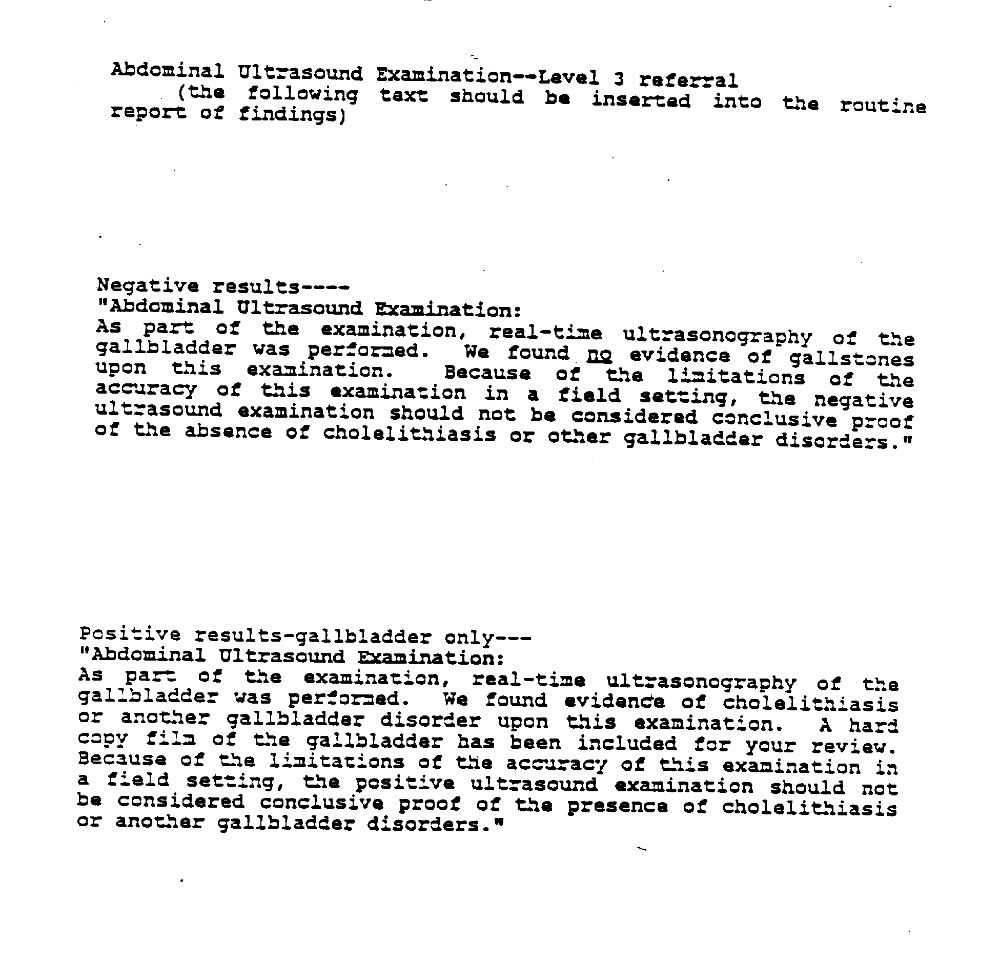 Abdominal Ultrasound Examination--Level 3 referral
(the following text should be inserted into the routine
report of findings)
Negative results----
"Abdominal Ultrasound Examination:
As part of the examination, real-time ultrasonography of the
gallbladder was performed. We found no evidence of gallstones
upon this examination. Because of the limitations of the
accuracy of this examination in a field setting, the negative
ultrasound examination should not be considered conclusive proof
of the absence of cholelithiasis or other gallbladder disorders."
Positive results-gallbladder only---
"Abdominal Ultrasound Examination:
As part of the examination, real-time ultrasonography of the
gallbladder was performed. We found evidence of cholelithiasis
or another gallbladder disorder upon this examination. A hard
copy film of the gallbladder has been included for your review.
Because of the limitations of the accuracy of this examination in
a field setting, the positive ultrasound examination should not
be considered conclusive proof of the presence of cholelithiasis
or another gallbladder disorders."